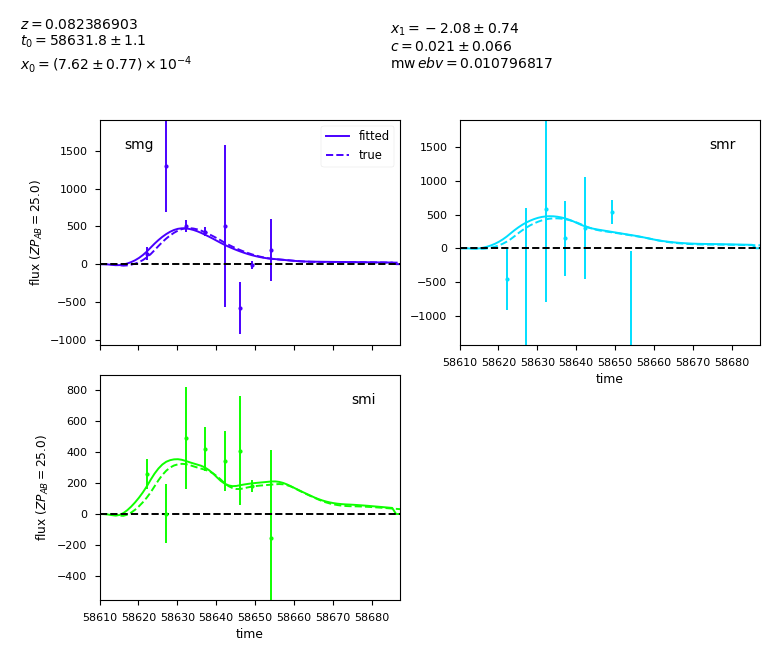 z = 0.082386903
t₀ = 58631.8 ± 1.1
x₀ = (7.62 ± 0.77) × 10⁻⁴
x₁ = −2.08 ± 0.74
c = 0.021 ± 0.066
mwebv = 0.010796817
smg
fitted
true
1500
1000
500
0
−500
−1000
flux (ZP_AB = 25.0)
smr
1500
1000
500
0
−500
−1000
58610 58620 58630 58640 58650 58660 58670 58680
time
smi
800
600
400
200
0
−200
−400
flux (ZP_AB = 25.0)
58610 58620 58630 58640 58650 58660 58670 58680
time